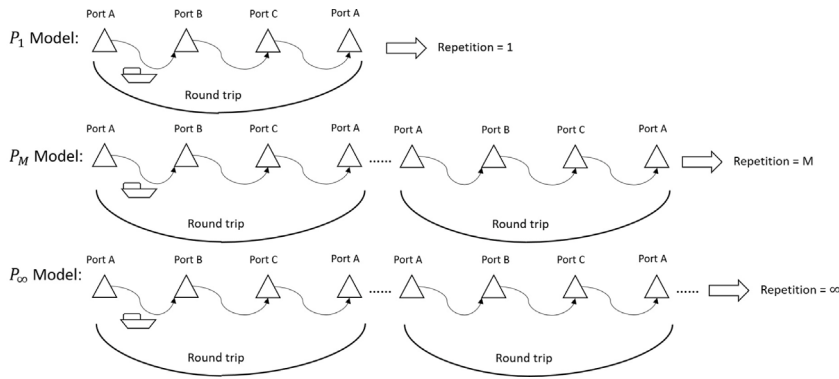 Port A Port B Port C Port A
P₁ Model:
Repetition = 1
Round trip
Port A Port B Port C Port A Port A Port B Port C Port A
P_M Model: ...... Repetition = M
Round trip Round trip
Port A Port B Port C Port A Port A Port B Port C Port A
P∞ Model: ...... ...... Repetition = ∞
Round trip Round trip